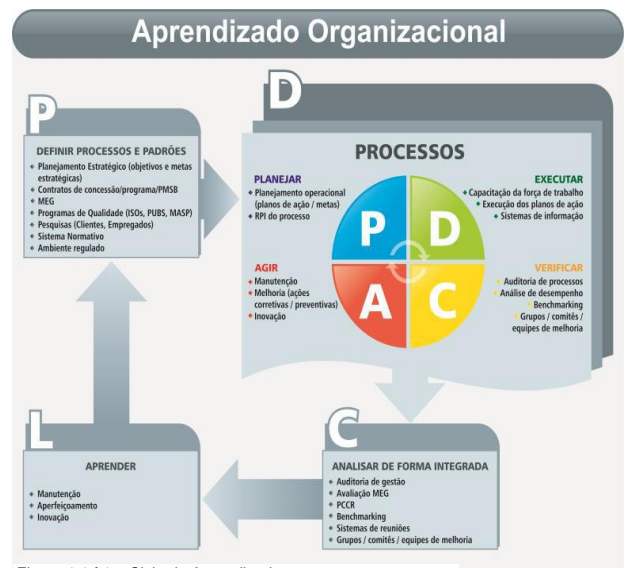 Aprendizado Organizacional
P
DEFINIR PROCESSOS E PADRÕES
Planejamento Estratégico (objetivos e metas
estratégicas)
Contratos de concessão/programa/PMSB
MEG
Programas de Qualidade (ISOs, PUBS, MASP)
Pesquisas (Clientes, Empregados)
Sistema Normativo
Ambiente regulado
D
PROCESSOS
PLANEJAR
Planejamento operacional
(planos de ação / metas)
RPI do processo
EXECUTAR
Capacitação da força de trabalho
Execução dos planos de ação
Sistemas de informação
P D
A C
AGIR
Manutenção
Melhoria (ações
corretivas / preventivas)
Inovação
VERIFICAR
Auditoria de processos
Análise de desempenho
Benchmarking
Grupos / comitês /
equipes de melhoria
L
APRENDER
Manutenção
Aperfeiçoamento
Inovação
C
ANALISAR DE FORMA INTEGRADA
Auditoria de gestão
Avaliação MEG
PCCR
Benchmarking
Sistemas de reuniões
Grupos / comitês / equipes de melhoria